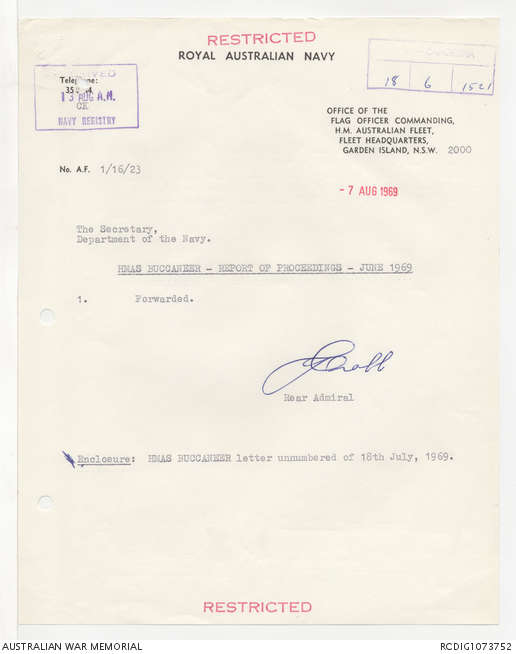 RESTRICTED
ROYAL AUSTRALIAN NAVY
Telephone:
13 AUG A.M.
CR
NAVY REGISTRY
18 6 1521
OFFICE OF THE
FLAG OFFICER COMMANDING,
H.M. AUSTRALIAN FLEET,
FLEET HEADQUARTERS,
GARDEN ISLAND, N.S.W. 2000
No. A.F. 1/16/23
- 7 AUG 1969
The Secretary,
Department of the Navy.
HMAS BUCCANEER - REPORT OF PROCEEDINGS - JUNE 1969
1. Forwarded.
Rear Admiral
Enclosure: HMAS BUCCANEER letter unnumbered of 18th July, 1969.
RESTRICTED
AUSTRALIAN WAR MEMORIAL
RCDIG1073752